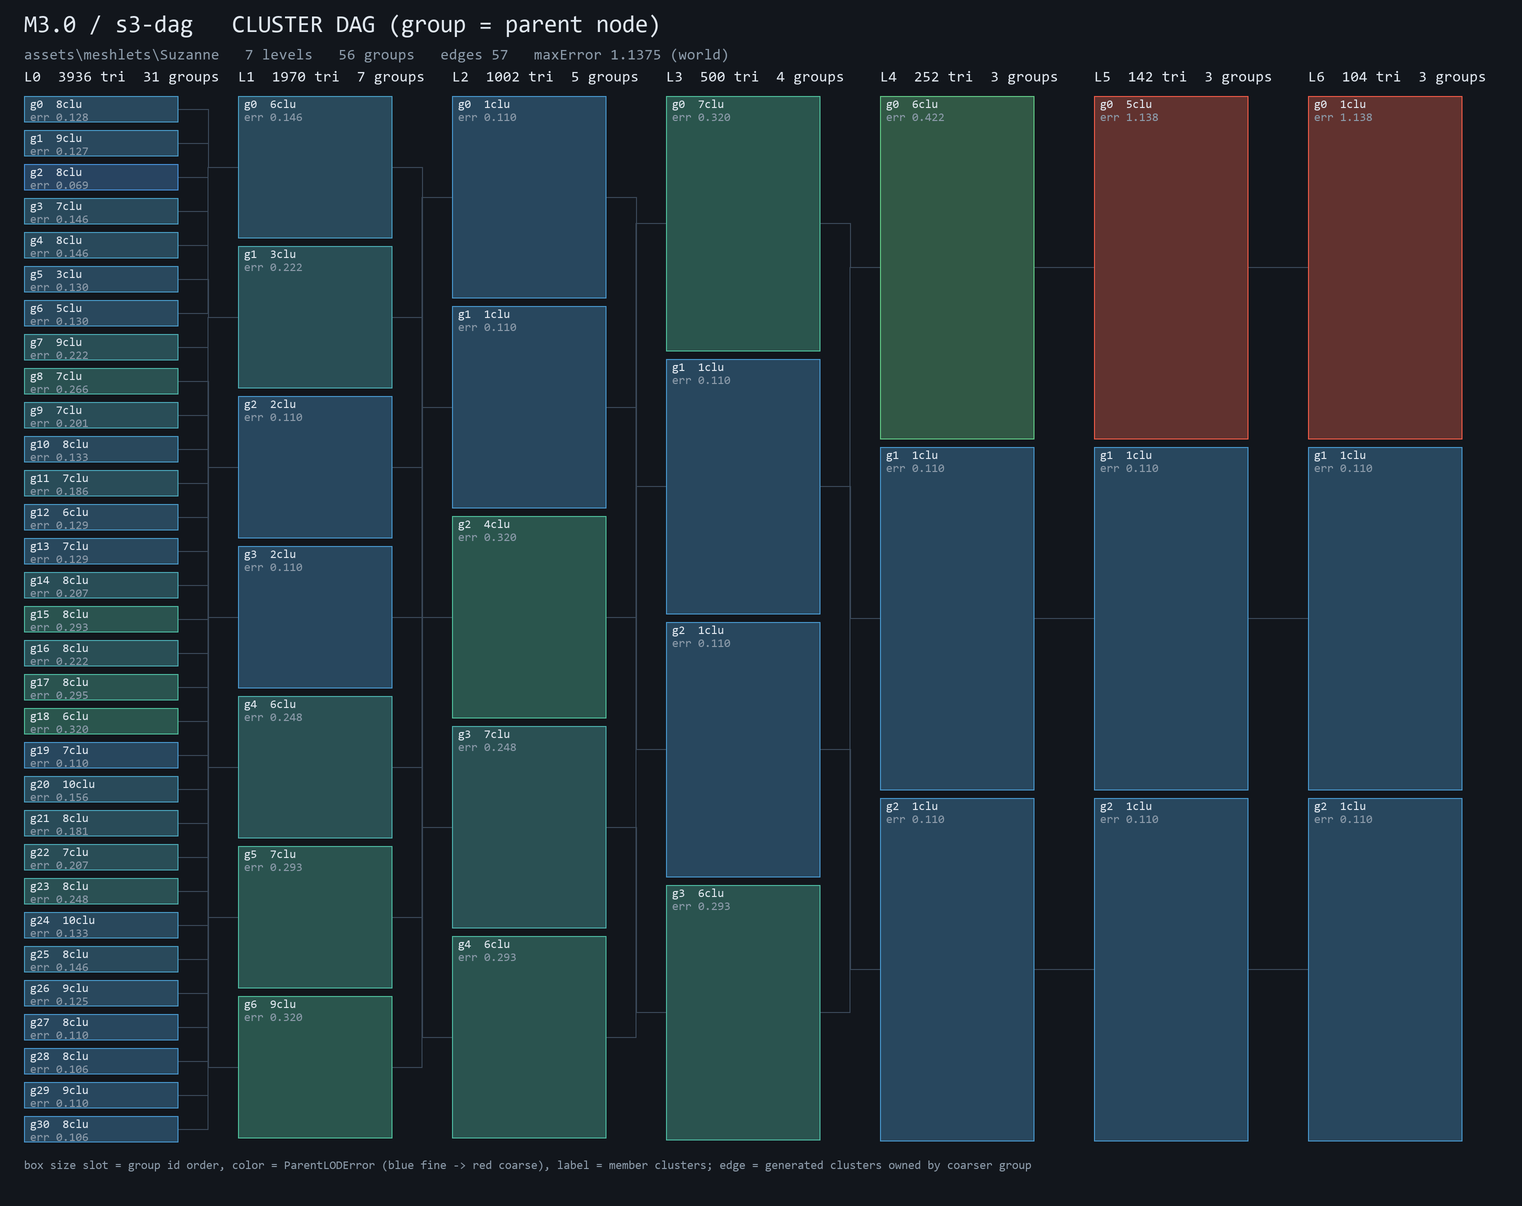 M3.0 / s3-dag   CLUSTER DAG (group = parent node)
assets\meshlets\Suzanne   7 levels   56 groups   edges 57   maxError 1.1375 (world)
L0  3936 tri  31 groups
g0  8clu
err 0.128
g1  9clu
err 0.127
g2  8clu
err 0.069
g3  7clu
err 0.146
g4  8clu
err 0.146
g5  3clu
err 0.130
g6  5clu
err 0.130
g7  9clu
err 0.222
g8  7clu
err 0.266
g9  7clu
err 0.201
g10  8clu
err 0.133
g11  7clu
err 0.186
g12  6clu
err 0.129
g13  7clu
err 0.129
g14  8clu
err 0.207
g15  8clu
err 0.293
g16  8clu
err 0.222
g17  8clu
err 0.295
g18  6clu
err 0.320
g19  7clu
err 0.110
g20  10clu
err 0.156
g21  8clu
err 0.181
g22  7clu
err 0.207
g23  8clu
err 0.248
g24  10clu
err 0.133
g25  8clu
err 0.146
g26  9clu
err 0.125
g27  8clu
err 0.110
g28  8clu
err 0.106
g29  9clu
err 0.110
g30  8clu
err 0.106
L1  1970 tri  7 groups
g0  6clu
err 0.146
g1  3clu
err 0.222
g2  2clu
err 0.110
g3  2clu
err 0.110
g4  6clu
err 0.248
g5  7clu
err 0.293
g6  9clu
err 0.320
L2  1002 tri  5 groups
g0  1clu
err 0.110
g1  1clu
err 0.110
g2  4clu
err 0.320
g3  7clu
err 0.248
g4  6clu
err 0.293
L3  500 tri  4 groups
g0  7clu
err 0.320
g1  1clu
err 0.110
g2  1clu
err 0.110
g3  6clu
err 0.293
L4  252 tri  3 groups
g0  6clu
err 0.422
g1  1clu
err 0.110
g2  1clu
err 0.110
L5  142 tri  3 groups
g0  5clu
err 1.138
g1  1clu
err 0.110
g2  1clu
err 0.110
L6  104 tri  3 groups
g0  1clu
err 1.138
g1  1clu
err 0.110
g2  1clu
err 0.110
box size slot = group id order, color = ParentLODError (blue fine -> red coarse), label = member clusters; edge = generated clusters owned by coarser group